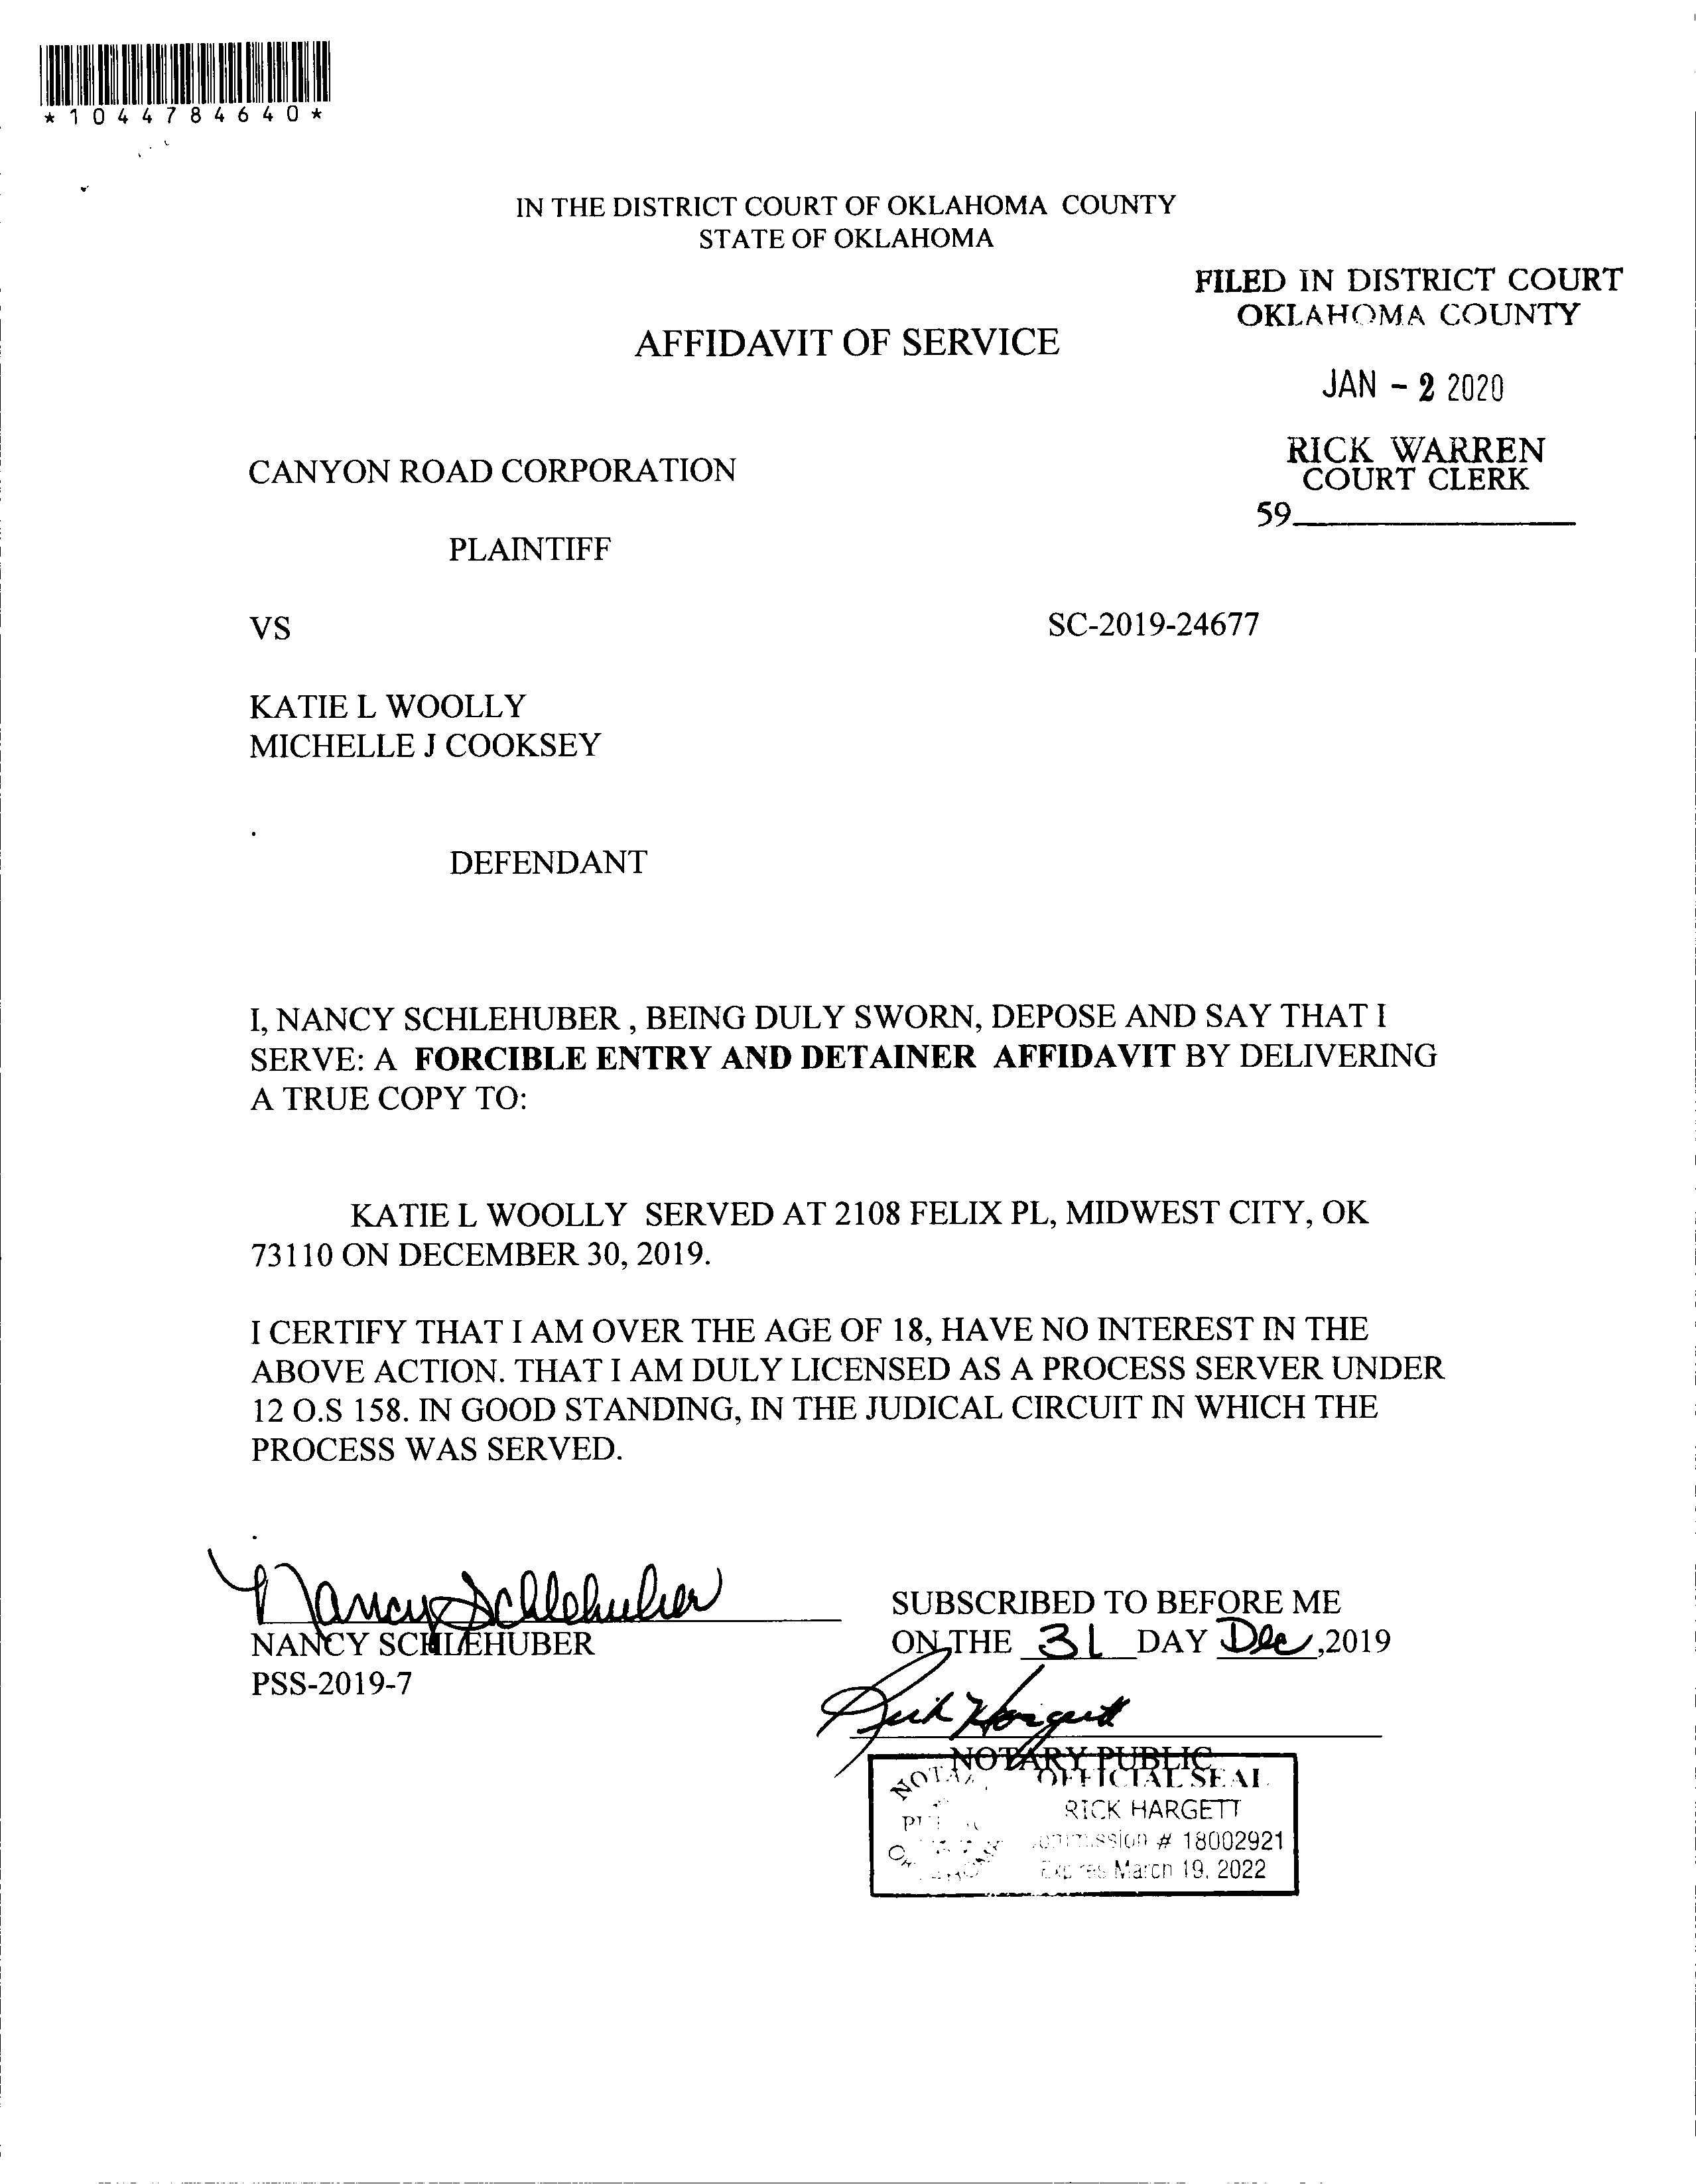 *1044784640*
IN THE DISTRICT COURT OF OKLAHOMA COUNTY
STATE OF OKLAHOMA
FILED IN DISTRICT COURT
OKLAHOMA COUNTY
AFFIDAVIT OF SERVICE
JAN - 2 2020
RICK WARREN
COURT CLERK
59
CANYON ROAD CORPORATION
PLAINTIFF
VS
SC-2019-24677
KATIE L WOOLLY
MICHELLE J COOKSEY
.
DEFENDANT
I, NANCY SCHLEHUBER , BEING DULY SWORN, DEPOSE AND SAY THAT I
SERVE: A FORCIBLE ENTRY AND DETAINER AFFIDAVIT BY DELIVERING
A TRUE COPY TO:
KATIE L WOOLLY SERVED AT 2108 FELIX PL, MIDWEST CITY, OK
73110 ON DECEMBER 30, 2019.
I CERTIFY THAT I AM OVER THE AGE OF 18, HAVE NO INTEREST IN THE
ABOVE ACTION. THAT I AM DULY LICENSED AS A PROCESS SERVER UNDER
12 O.S 158. IN GOOD STANDING, IN THE JUDICAL CIRCUIT IN WHICH THE
PROCESS WAS SERVED.
.
Nancy Schlehuber
NANCY SCHLEHUBER
PSS-2019-7
SUBSCRIBED TO BEFORE ME
ON THE 31 DAY Dec ,2019
Rick Hargett
NOTARY PUBLIC
OFFICIAL SEAL
RICK HARGETT
Commission # 18002921
Expires March 19, 2022